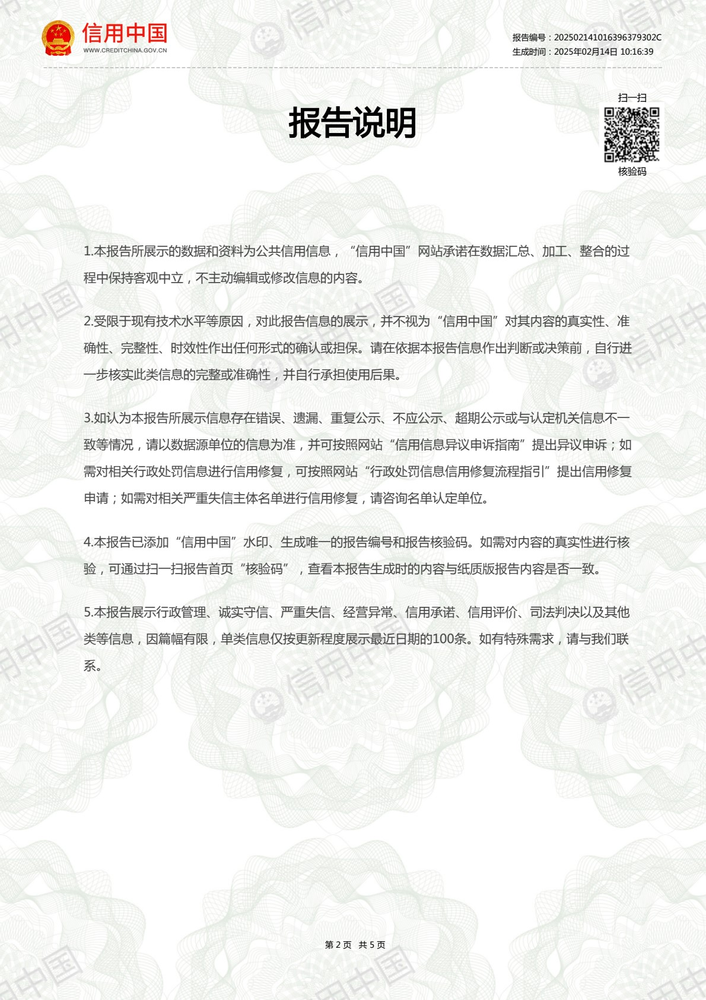 信用中国
WWW.CREDITCHINA.GOV.CN
报告编号：202502141016396379302C
生成时间：2025年02月14日 10:16:39
扫一扫
报告说明
核验码
1.本报告所展示的数据和资料为公共信用信息，“信用中国”网站承诺在数据汇总、加工、整合的过
程中保持客观中立，不主动编辑或修改信息的内容。
2.受限于现有技术水平等原因，对此报告信息的展示，并不视为“信用中国”对其内容的真实性、准
确性、完整性、时效性作出任何形式的确认或担保。请在依据本报告信息作出判断或决策前，自行进
一步核实此类信息的完整或准确性，并自行承担使用后果。
3.如认为本报告所展示信息存在错误、遗漏、重复公示、不应公示、超期公示或与认定机关信息不一
致等情况，请以数据源单位的信息为准，并可按照网站“信用信息异议申诉指南”提出异议申诉；如
需对相关行政处罚信息进行信用修复，可按照网站“行政处罚信息信用修复流程指引”提出信用修复
申请；如需对相关严重失信主体名单进行信用修复，请咨询名单认定单位。
4.本报告已添加“信用中国”水印、生成唯一的报告编号和报告核验码。如需对内容的真实性进行核
验，可通过扫一扫报告首页“核验码”，查看本报告生成时的内容与纸质版报告内容是否一致。
5.本报告展示行政管理、诚实守信、严重失信、经营异常、信用承诺、信用评价、司法判决以及其他
类等信息，因篇幅有限，单类信息仅按更新程度展示最近日期的100条。如有特殊需求，请与我们联
系。
第 2 页 共 5 页